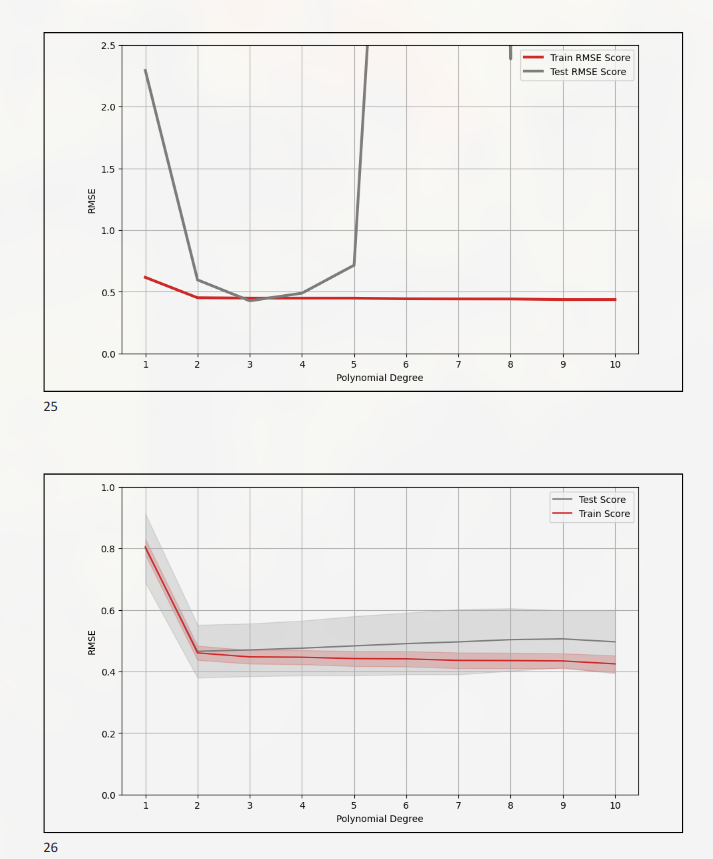 2.5
2.0
1.5
1.0
0.5
0.0
RMSE
Train RMSE Score
Test RMSE Score
1 2 3 4 5 6 7 8 9 10
Polynomial Degree
25
1.0
0.8
0.6
0.4
0.2
0.0
RMSE
Test Score
Train Score
1 2 3 4 5 6 7 8 9 10
Polynomial Degree
26